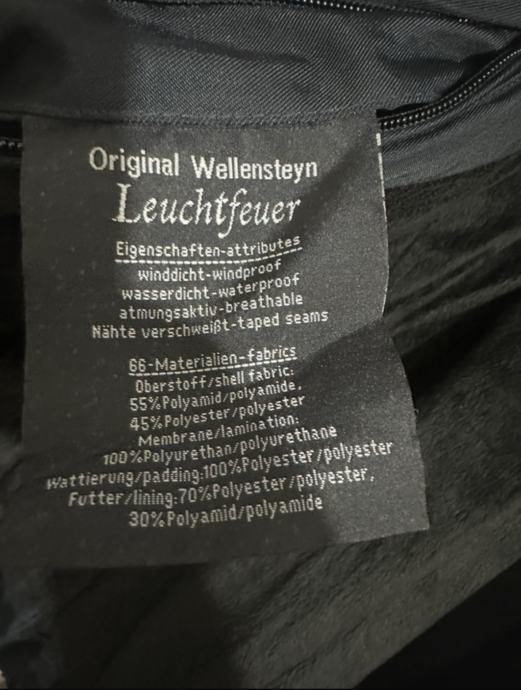 Original Wellensteyn
Leuchtfeuer
Eigenschaften-attributes
winddicht-windproof
wasserdicht-waterproof
atmungsaktiv-breathable
Nähte verschweißt-taped seams
66-Materialien-fabrics
Oberstoff/shell fabric:
55%Polyamid/polyamide,
45%Polyester/polyester
Membrane/lamination:
100%Polyurethan/polyurethane
Wattierung/padding:100%Polyester/polyester
Futter/lining:70%Polyester/polyester,
30%Polyamid/polyamide